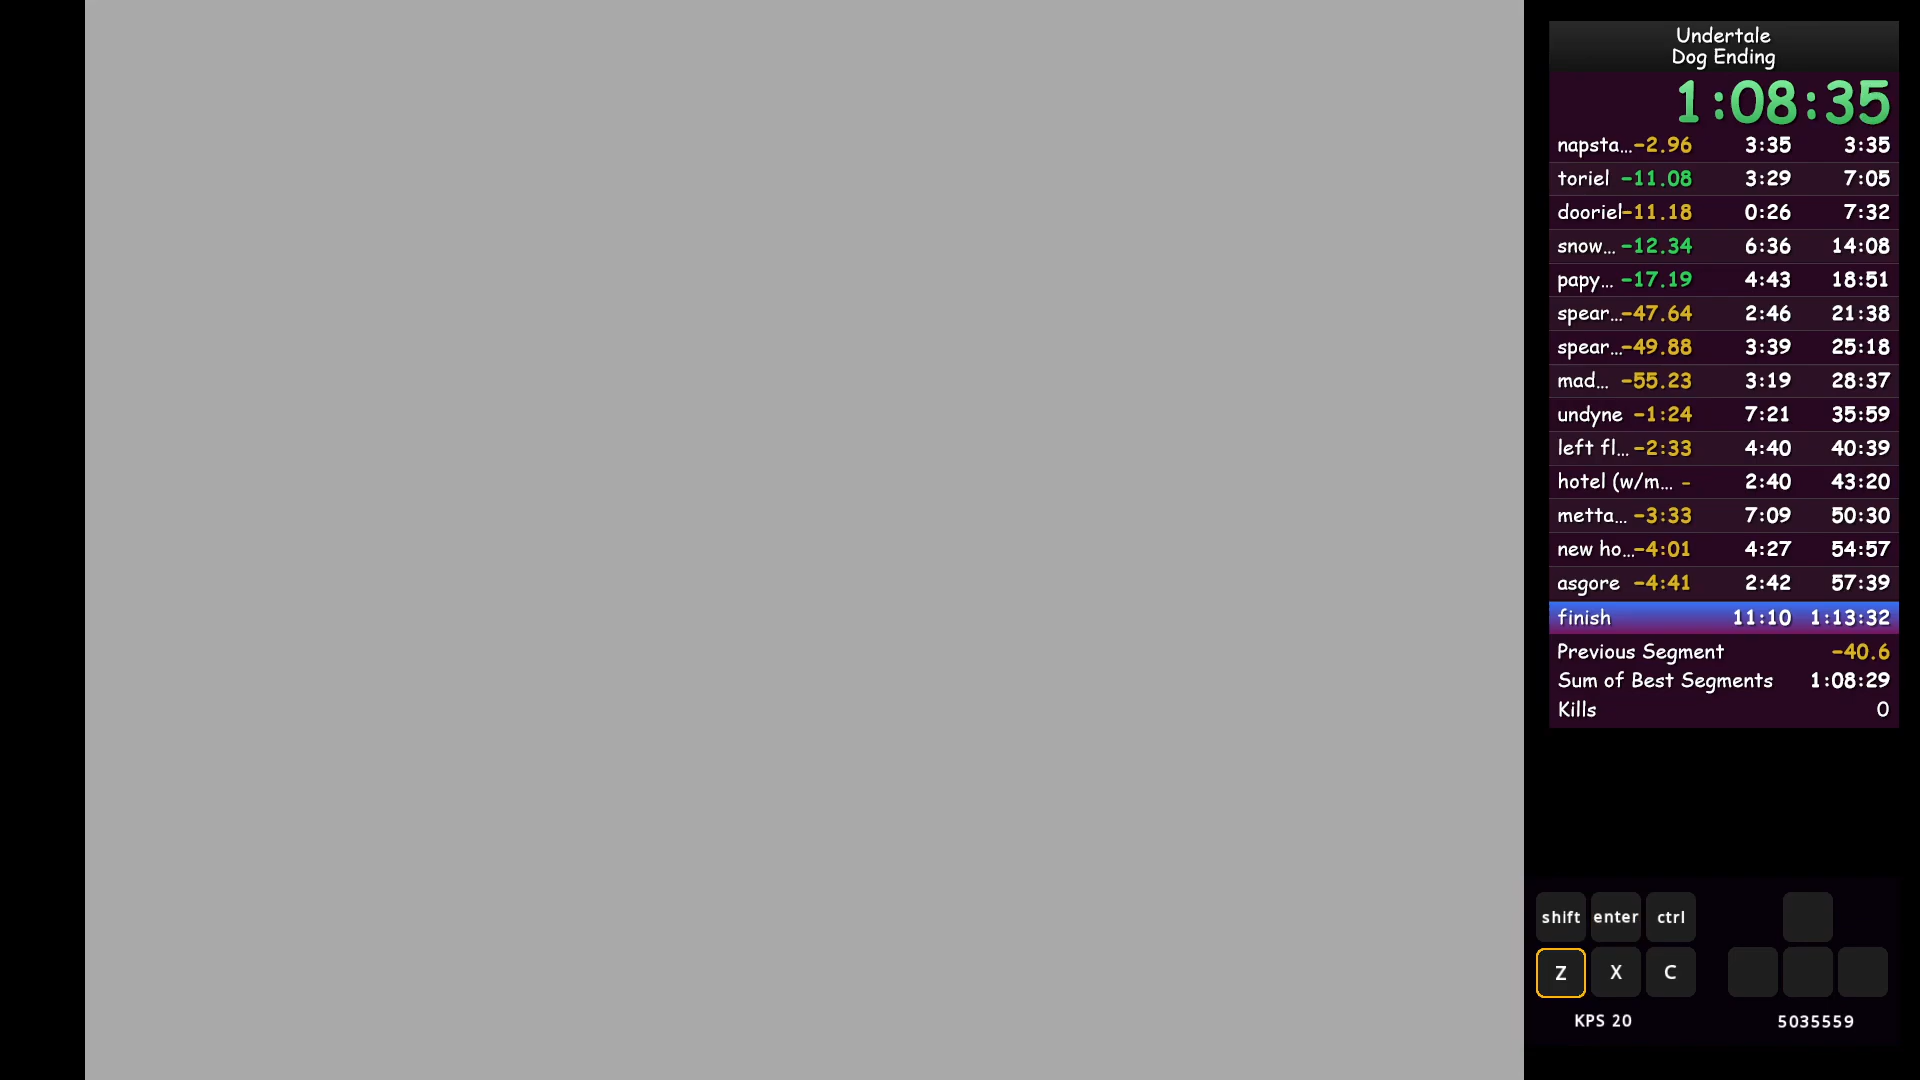 Undertale
Dog Ending
1:08:35
napsta... -2.96 3:35 3:35
toriel -11.08 3:29 7:05
dooriel -11.18 0:26 7:32
snow... -12.34 6:36 14:08
papy... -17.19 4:43 18:51
spear... -47.64 2:46 21:38
spear... -49.88 3:39 25:18
mad... -55.23 3:19 28:37
undyne -1:24 7:21 35:59
left fl... -2:33 4:40 40:39
hotel (w/m... - 2:40 43:20
metta... -3:33 7:09 50:30
new ho... -4:01 4:27 54:57
asgore -4:41 2:42 57:39
finish 11:10 1:13:32
Previous Segment -40.6
Sum of Best Segments 1:08:29
Kills 0
shift enter ctrl
Z X C
KPS 20 5035559